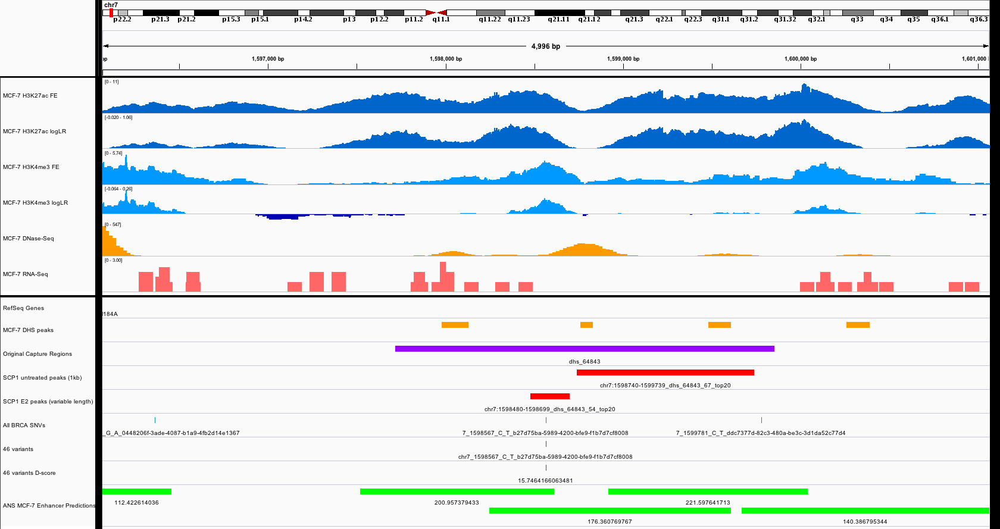 chr7
p22.2 p21.3 p21.2 p15.3 p15.1 p14.2 p13 p12.2 p11.2 q11.1 q11.22 q11.23 q21.11 q21.12 q21.3 q22.1 q22.3 q31.1 q31.2 q31.32 q32.1 q33 q34 q35 q36.1 q36.3
4,996 bp
bp 1,597,000 bp 1,598,000 bp 1,599,000 bp 1,600,000 bp 1,601,000
[0 - 11]
MCF-7 H3K27ac FE
[-0.020 - 1.06]
MCF-7 H3K27ac logLR
[0 - 5.74]
MCF-7 H3K4me3 FE
[-0.064 - 0.26]
MCF-7 H3K4me3 logLR
[0 - 547]
MCF-7 DNase-Seq
[0 - 3.00]
MCF-7 RNA-Seq
RefSeq Genes
184A
MCF-7 DHS peaks
Original Capture Regions
dhs_64843
SCP1 untreated peaks (1kb)
chr7:1598740-1599739_dhs_64843_67_top20
SCP1 E2 peaks (variable length)
chr7:1598480-1598699_dhs_64843_54_top20
All BRCA SNVs
_G_A_0448206f-3ade-4087-b1a9-4fb2d14e1367 7_1598567_C_T_b27d75ba-5989-4200-bfe9-f1b7d7cf8008 7_1599781_C_T_ddc7377d-82c3-480a-be3c-3d1da52c77d4
46 variants
chr7_1598567_C_T_b27d75ba-5989-4200-bfe9-f1b7d7cf8008
46 variants D-score
15.7464166063481
ANS MCF-7 Enhancer Predictions
112.422614036 200.957379433 221.597641713
176.360769767 140.386795344